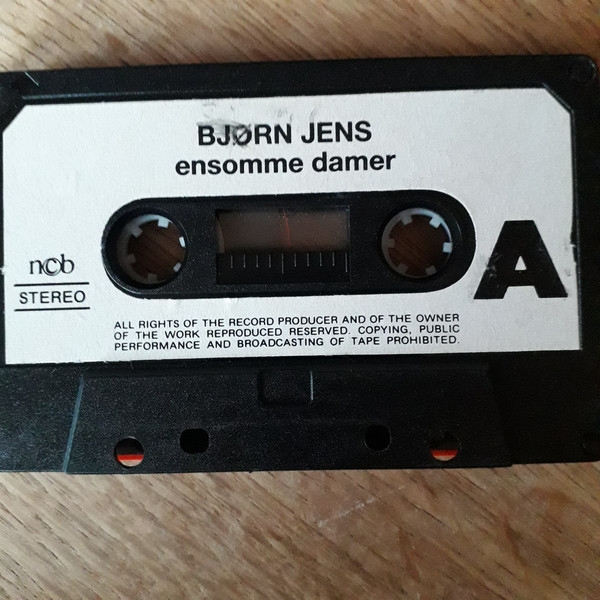 BJØRN JENS
ensomme damer
A
ncb
STEREO
ALL RIGHTS OF THE RECORD PRODUCER AND OF THE OWNER
OF THE WORK REPRODUCED RESERVED. COPYING, PUBLIC
PERFORMANCE AND BROADCASTING OF TAPE PROHIBITED.